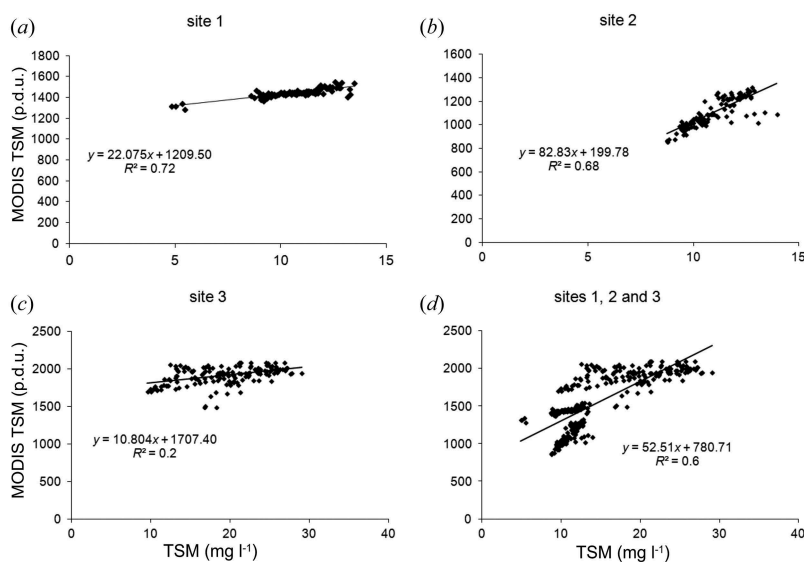 (a) site 1
MODIS TSM (p.d.u.)
1800
1600
1400
1200
1000
800
600
400
200
0
y = 22.075x + 1209.50
R² = 0.72
0 5 10 15
(b) site 2
1600
1400
1200
1000
800
600
400
200
0
y = 82.83x + 199.78
R² = 0.68
0 5 10 15
(c) site 3
MODIS TSM (p.d.u.)
2500
2000
1500
1000
500
0
y = 10.804x + 1707.40
R² = 0.2
0 10 20 30 40
TSM (mg l⁻¹)
(d) sites 1, 2 and 3
2500
2000
1500
1000
500
0
y = 52.51x + 780.71
R² = 0.6
0 10 20 30 40
TSM (mg l⁻¹)